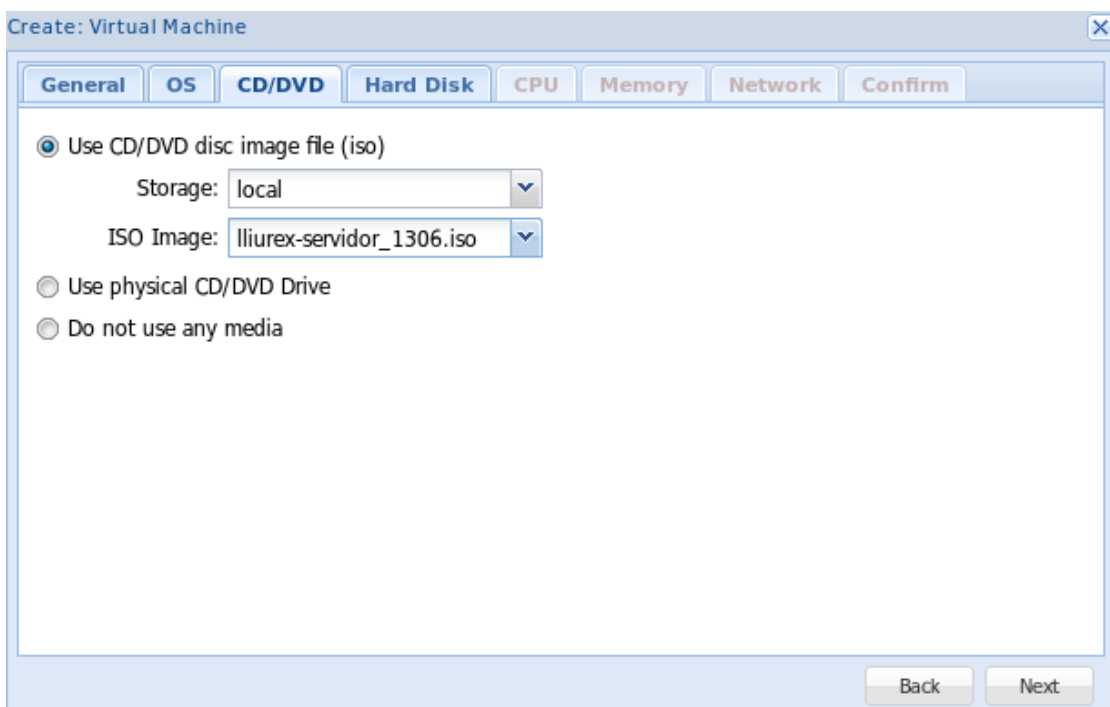 Create: Virtual Machine
General OS CD/DVD Hard Disk CPU Memory Network Confirm
Use CD/DVD disc image file (iso)
Storage: local
ISO Image: lliurex-servidor_1306.iso
Use physical CD/DVD Drive
Do not use any media
Back Next